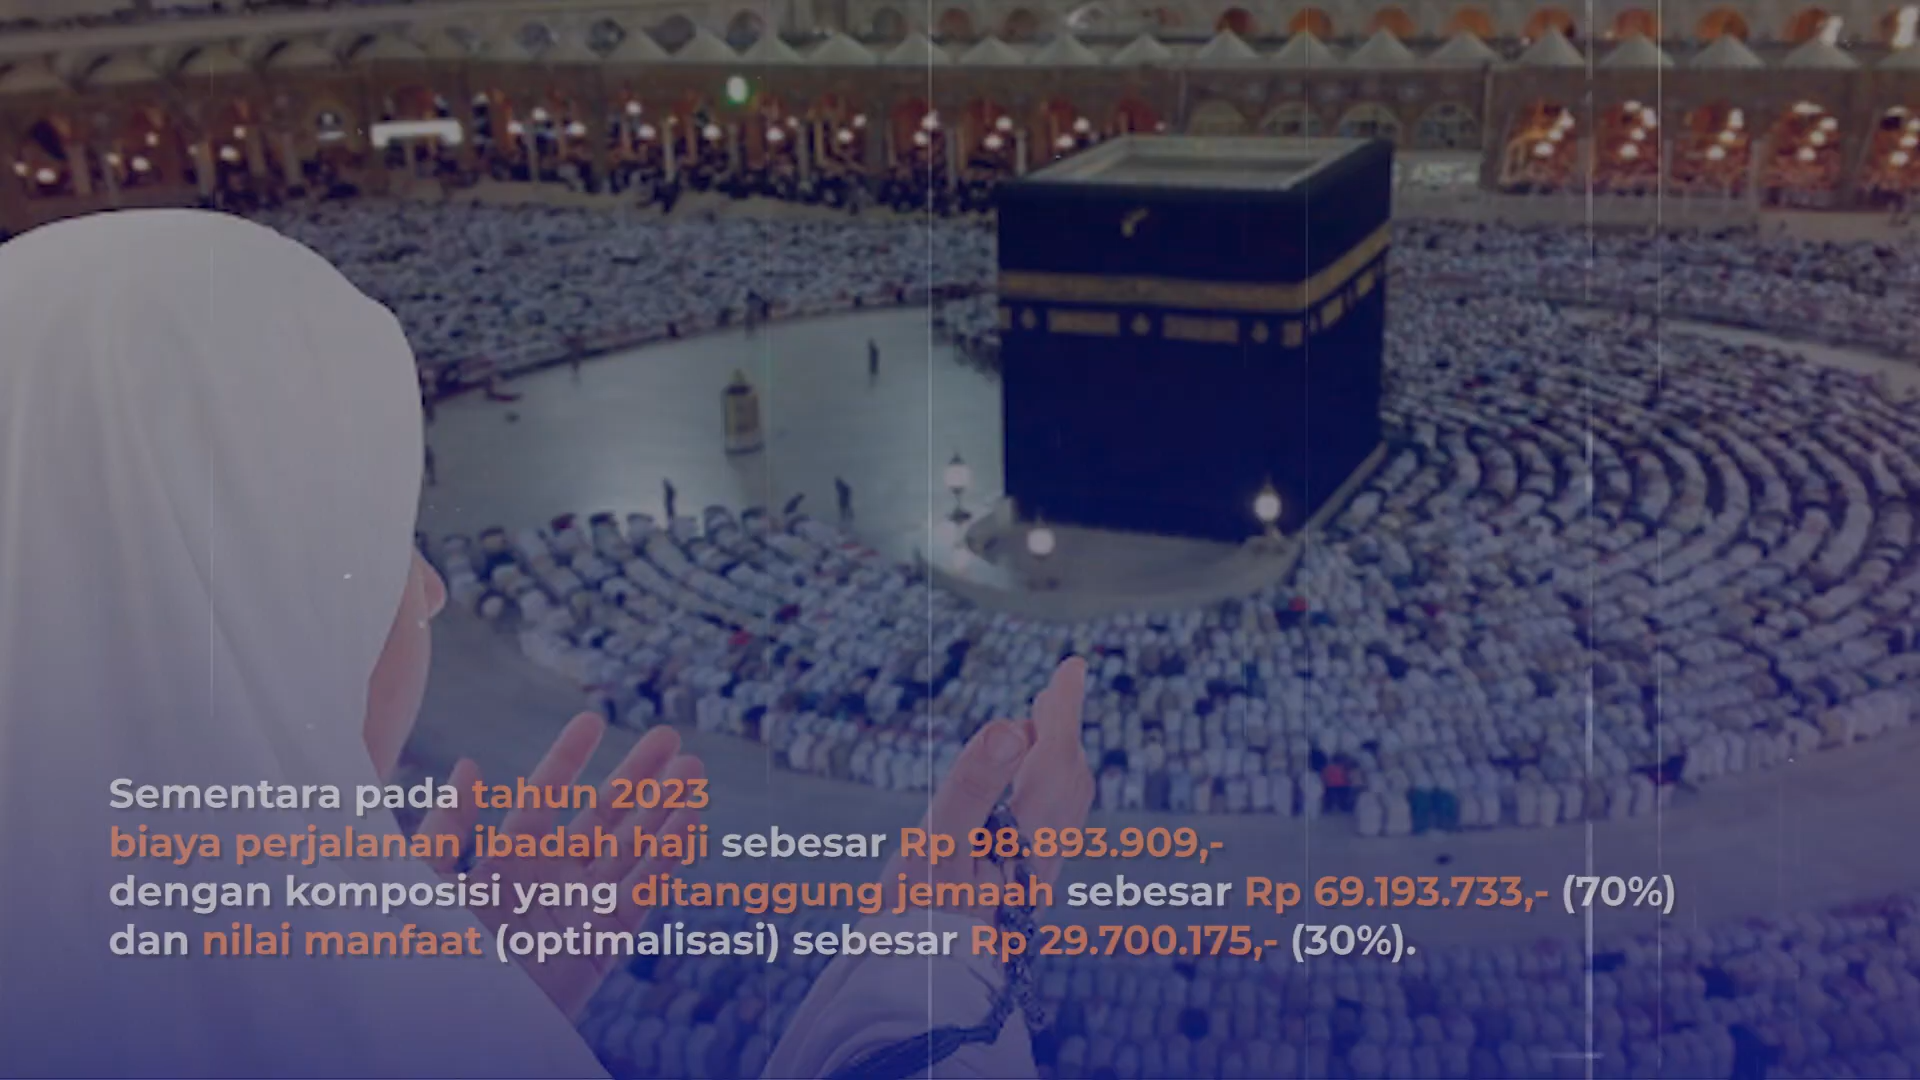 Sementara pada tahun 2023
biaya perjalanan ibadah haji sebesar Rp 98.893.909,-
dengan komposisi yang ditanggung jemaah sebesar Rp 69.193.733,- (70%)
dan nilai manfaat (optimalisasi) sebesar Rp 29.700.175,- (30%).